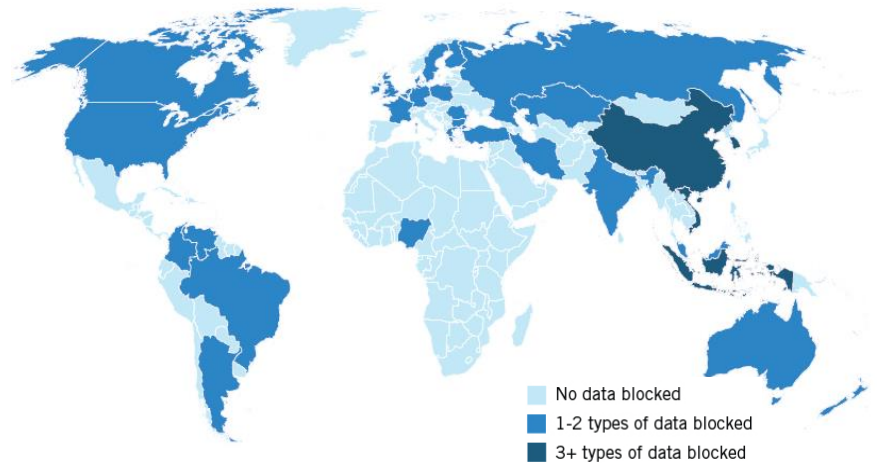 No data blocked
1-2 types of data blocked
3+ types of data blocked